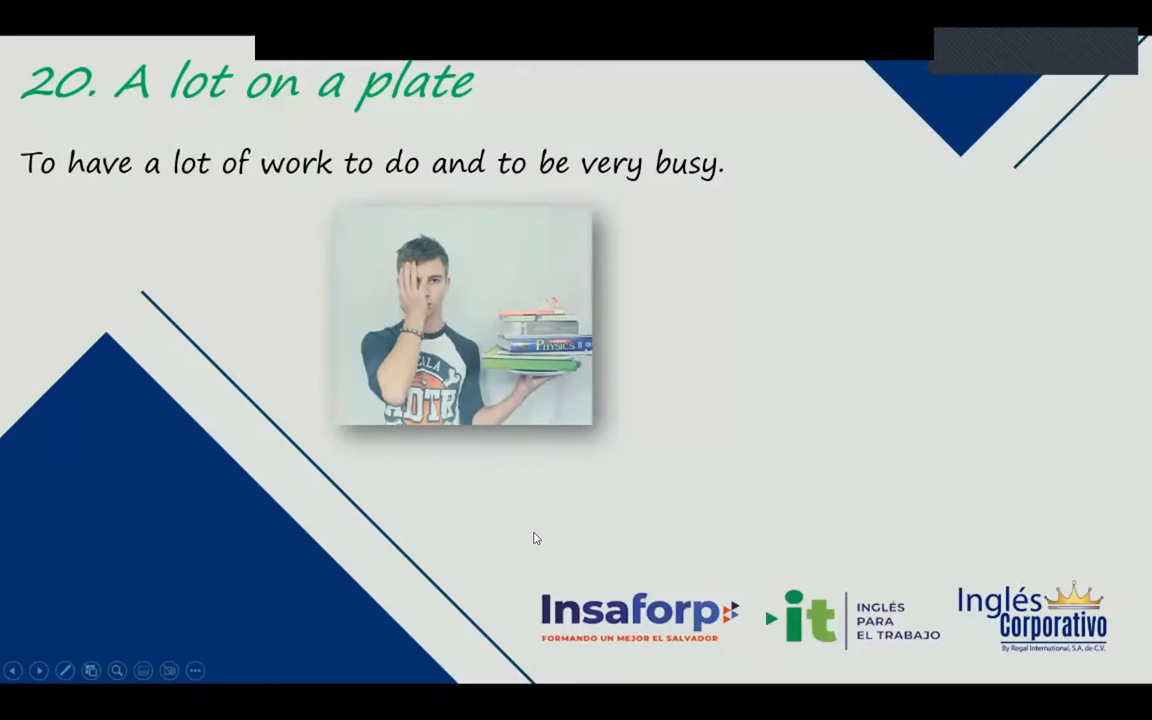 20. A lot on a plate
To have a lot of work to do and to be very busy.
PHYSICS II
Insaforp
FORMANDO UN MEJOR EL SALVADOR
it
INGLÉS
PARA
EL TRABAJO
Inglés
Corporativo
By Regal International, S.A. de C.V.